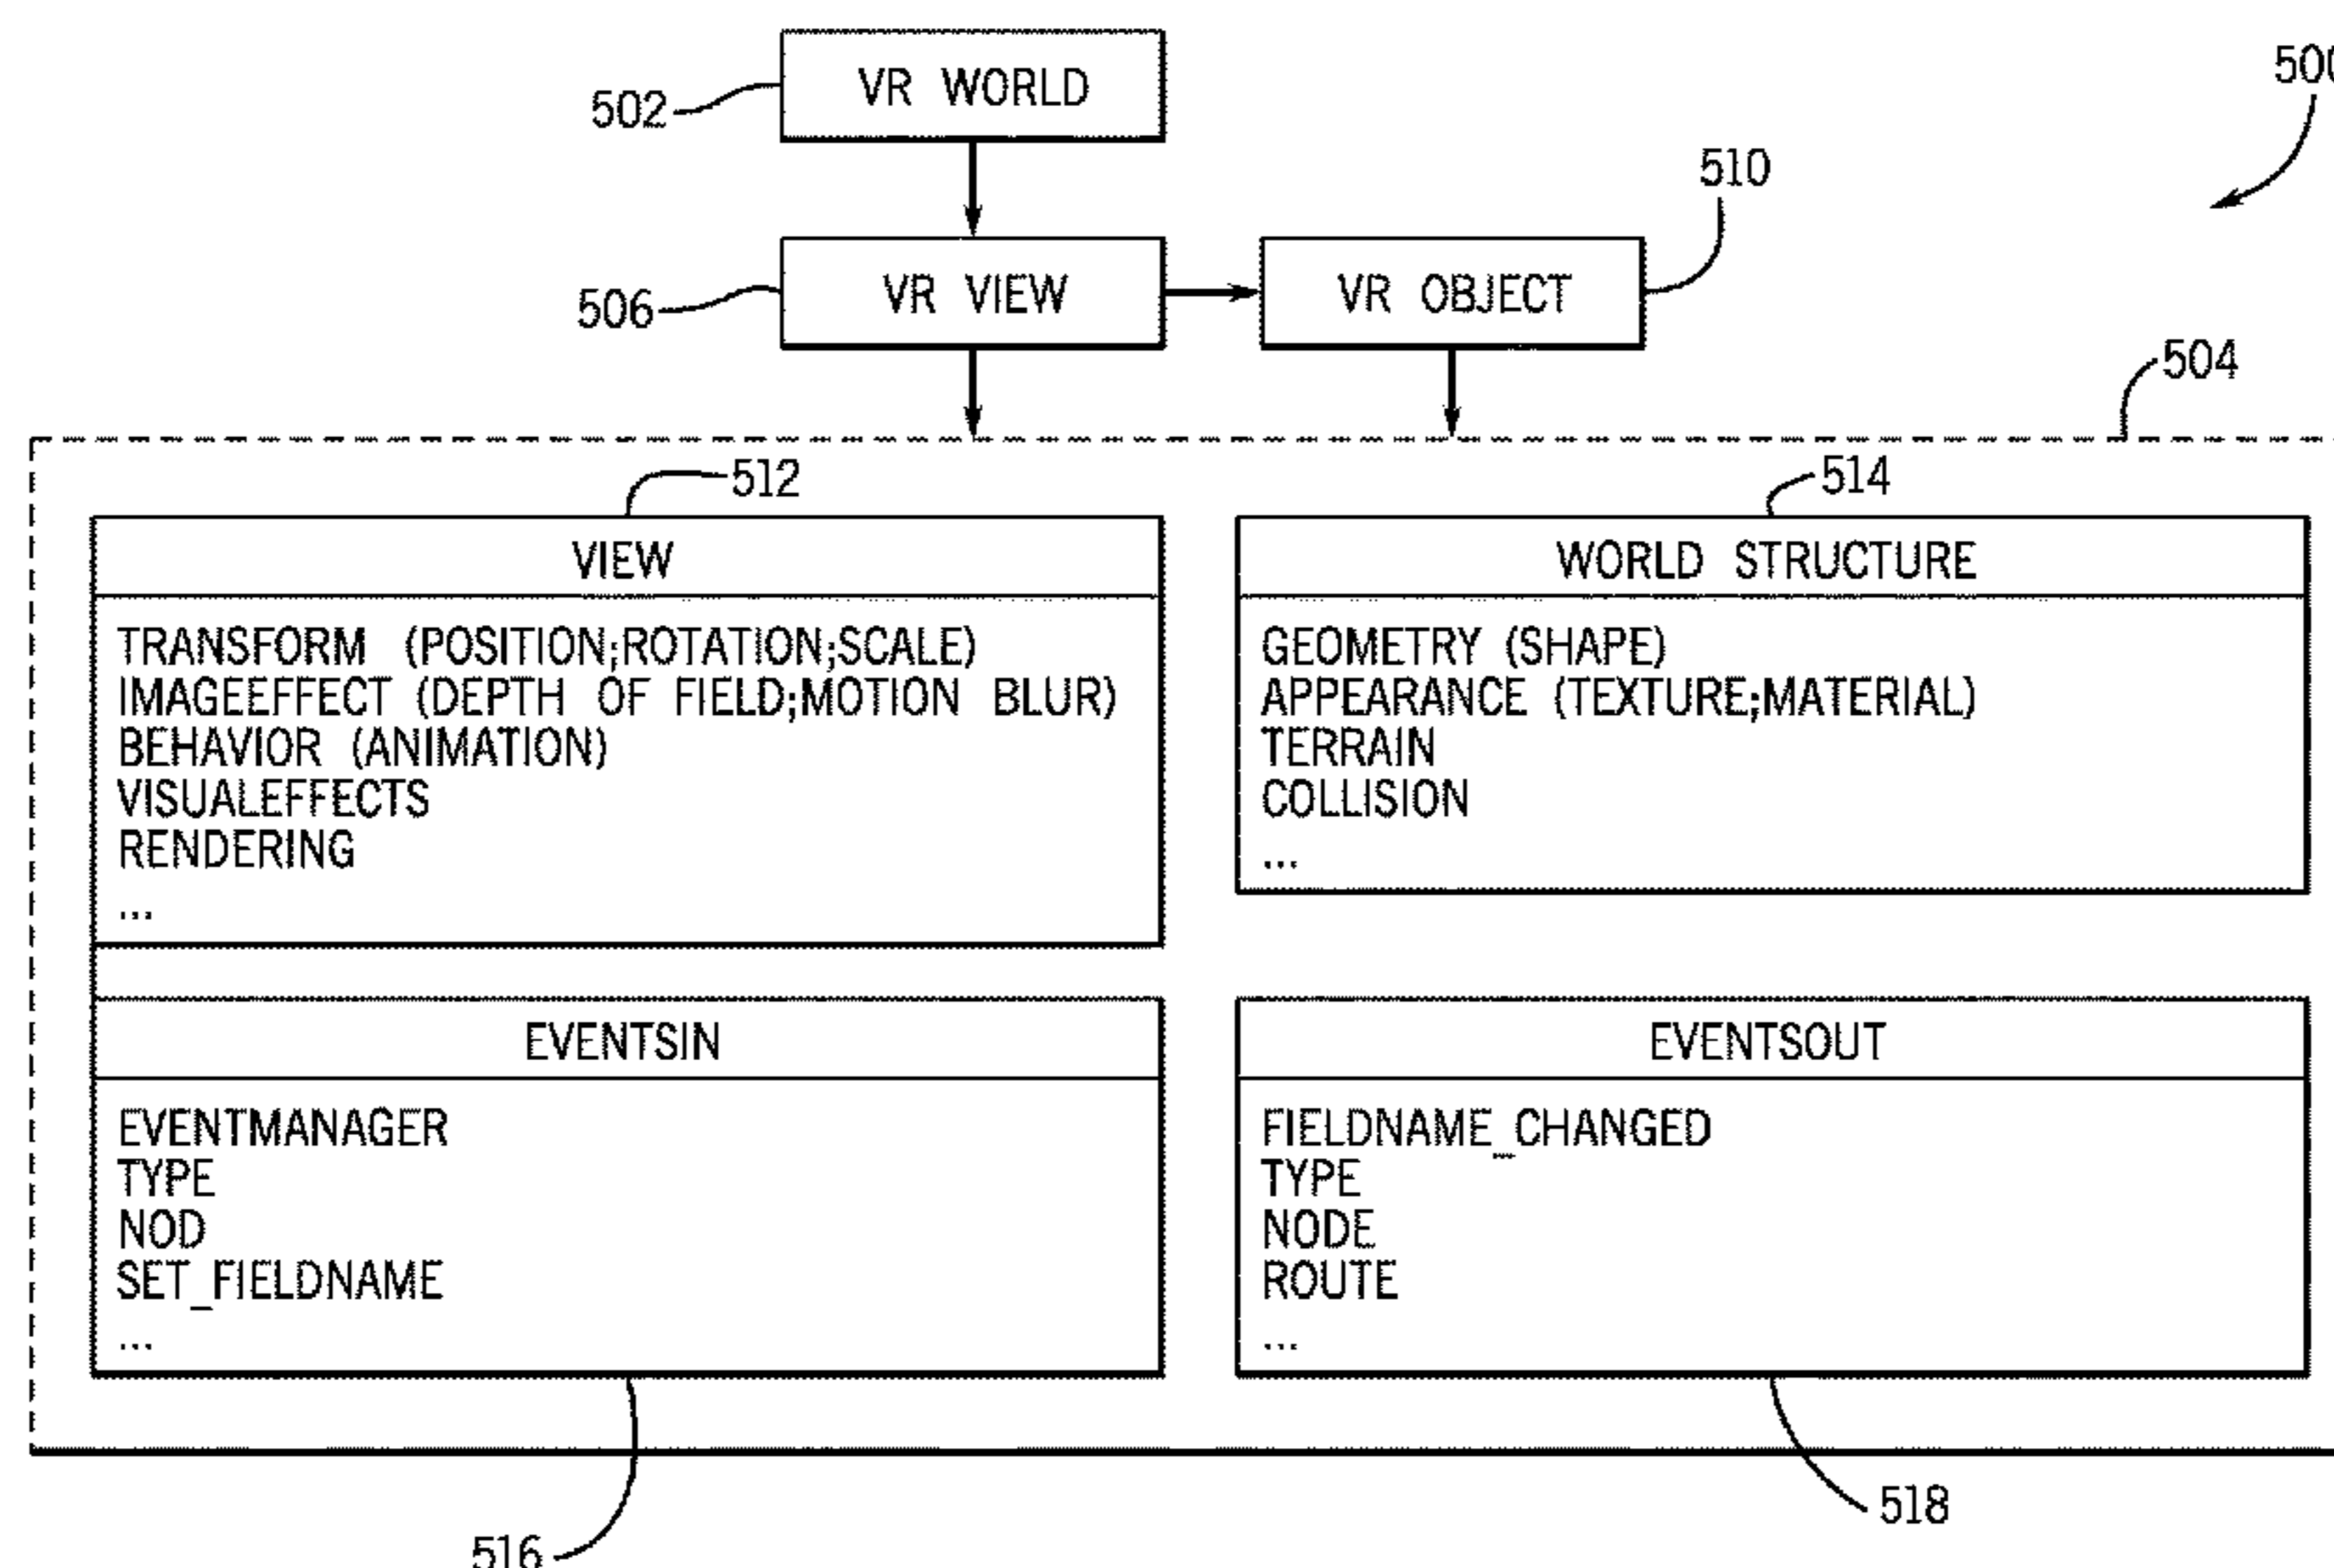 VR WORLD
502
500
510
VR VIEW
VR OBJECT
506
504
512
514
VIEW
TRANSFORM (POSITION;ROTATION;SCALE)
IMAGEEFFECT (DEPTH OF FIELD;MOTION BLUR)
BEHAVIOR (ANIMATION)
VISUALEFFECTS
RENDERING
...
WORLD STRUCTURE
GEOMETRY (SHAPE)
APPEARANCE (TEXTURE;MATERIAL)
TERRAIN
COLLISION
...
EVENTSIN
EVENTMANAGER
TYPE
NOD
SET_FIELDNAME
...
EVENTSOUT
FIELDNAME_CHANGED
TYPE
NODE
ROUTE
...
516
518